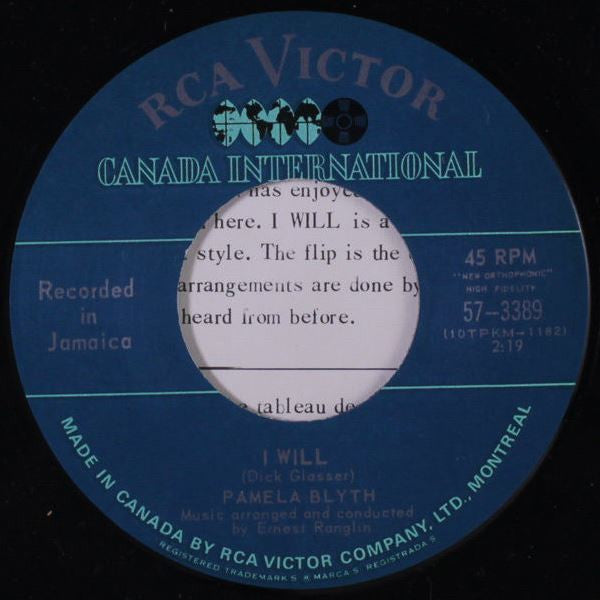 RCA VICTOR
CANADA INTERNATIONAL
has
here. I WILL is a
style. The flip is the
arrangements are done by
heard from before.
tableau
Recorded
in
Jamaica
45 RPM
"NEW ORTHOPHONIC"
HIGH FIDELITY
57-3389
(10TPKM-1182)
2:19
I WILL
(Dick Glasser)
PAMELA BLYTH
Music arranged and conducted
by Ernest Ranglin
MADE IN CANADA BY RCA VICTOR COMPANY, LTD., MONTREAL
REGISTERED TRADEMARKS & MARCAS REGISTRADAS